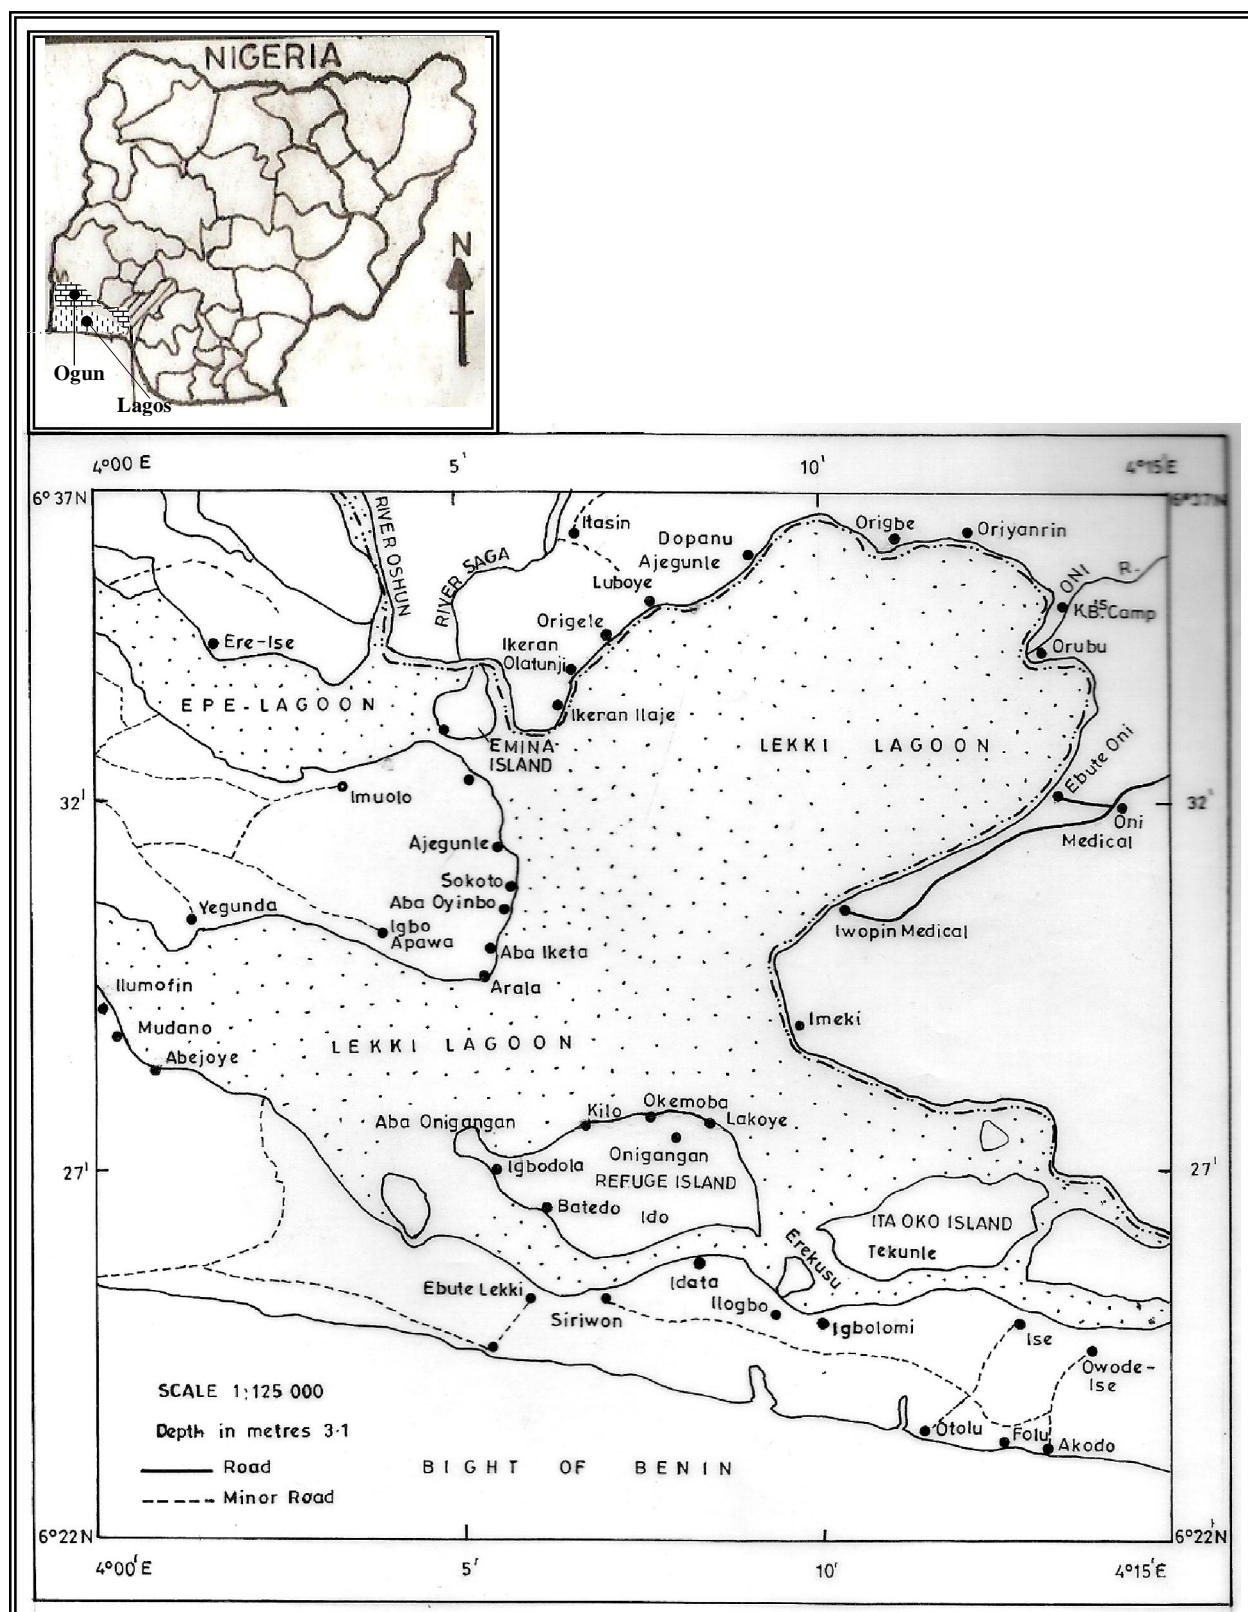 NIGERIA
N
Ogun
Lagos
4°00 E
5'
10'
4°15'E
6° 37N
6°37N
RIVER OSHUN
RIVER SAGA
Itasin
Dopanu
Ajegunle
Origbe
Oriyanrin
Luboye
ONI R.
K.B.I.S Camp
Origele
Orubu
Ere-Ise
Ikeran
Olatunji
EPE-LAGOON
Ikeran Ilaje
EMINA
ISLAND
LEKKI LAGOON
Ebute Oni
32'
Imuolo
32'
Oni
Medical
Ajegunle
Sokoto
Aba Oyinbo
Yegunda
Igbo
Apawa
Iwopin Medical
Aba Iketa
Arala
Ilumofin
Mudano
Imeki
Abejoye
LEKKI LAGOON
Aba Onigangan
Kilo
Okemoba
Lakoye
27'
Igbodola
Onigangan
REFUGE ISLAND
27'
Batedo
Ido
ITA OKO ISLAND
Tekunle
Erekusu
Ebute Lekki
Idata
Ilogbo
Siriwon
Igbolomi
Ise
Owode-
Ise
SCALE 1:125 000
Depth in metres 3·1
Otolu
Folu
Akodo
Road
BIGHT OF BENIN
Minor Road
6°22N
6°22'N
4°00'E
5'
10'
4°15'E